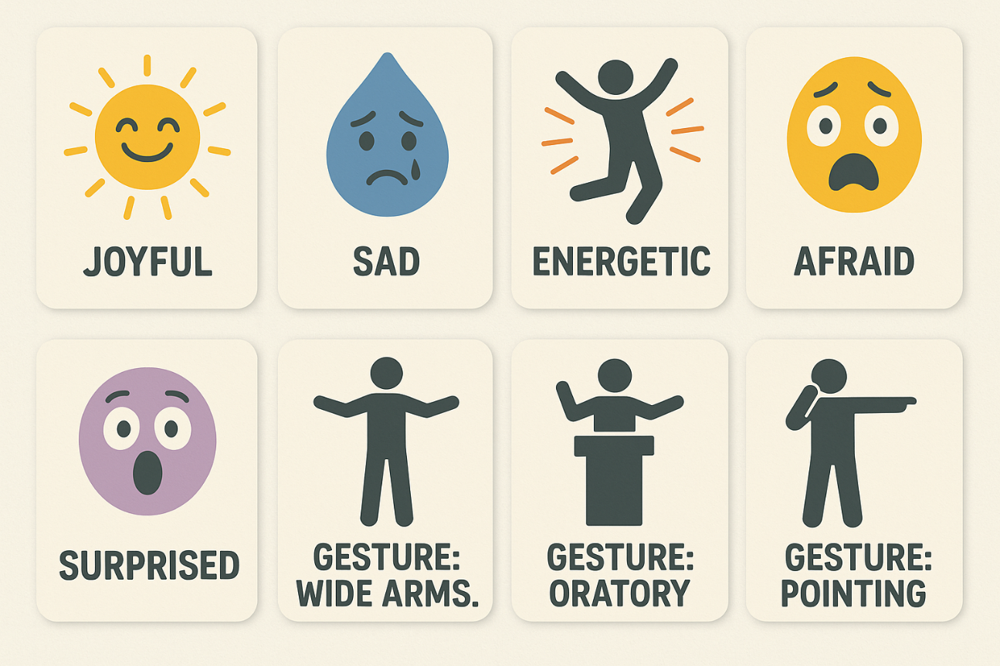 JOYFUL
SAD
ENERGETIC
AFRAID
SURPRISED
GESTURE:
WIDE ARMS.
GESTURE:
ORATORY
GESTURE:
POINTING